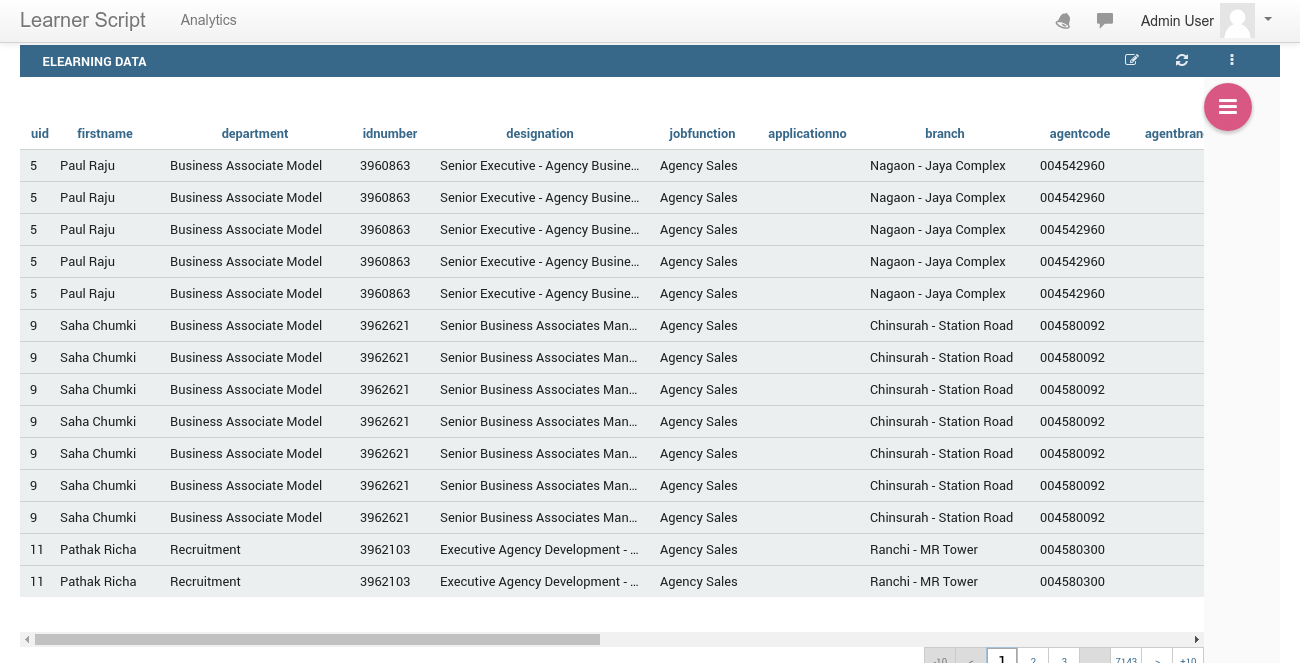 Learner Script Analytics Admin User
ELEARNING DATA
uid firstname department idnumber designation jobfunction applicationno branch agentcode agentbran
5 Paul Raju Business Associate Model 3960863 Senior Executive - Agency Busine... Agency Sales Nagaon - Jaya Complex 004542960
5 Paul Raju Business Associate Model 3960863 Senior Executive - Agency Busine... Agency Sales Nagaon - Jaya Complex 004542960
5 Paul Raju Business Associate Model 3960863 Senior Executive - Agency Busine... Agency Sales Nagaon - Jaya Complex 004542960
5 Paul Raju Business Associate Model 3960863 Senior Executive - Agency Busine... Agency Sales Nagaon - Jaya Complex 004542960
5 Paul Raju Business Associate Model 3960863 Senior Executive - Agency Busine... Agency Sales Nagaon - Jaya Complex 004542960
9 Saha Chumki Business Associate Model 3962621 Senior Business Associates Man... Agency Sales Chinsurah - Station Road 004580092
9 Saha Chumki Business Associate Model 3962621 Senior Business Associates Man... Agency Sales Chinsurah - Station Road 004580092
9 Saha Chumki Business Associate Model 3962621 Senior Business Associates Man... Agency Sales Chinsurah - Station Road 004580092
9 Saha Chumki Business Associate Model 3962621 Senior Business Associates Man... Agency Sales Chinsurah - Station Road 004580092
9 Saha Chumki Business Associate Model 3962621 Senior Business Associates Man... Agency Sales Chinsurah - Station Road 004580092
9 Saha Chumki Business Associate Model 3962621 Senior Business Associates Man... Agency Sales Chinsurah - Station Road 004580092
9 Saha Chumki Business Associate Model 3962621 Senior Business Associates Man... Agency Sales Chinsurah - Station Road 004580092
11 Pathak Richa Recruitment 3962103 Executive Agency Development - ... Agency Sales Ranchi - MR Tower 004580300
11 Pathak Richa Recruitment 3962103 Executive Agency Development - ... Agency Sales Ranchi - MR Tower 004580300
-10 < 1 2 3 7143 > +10